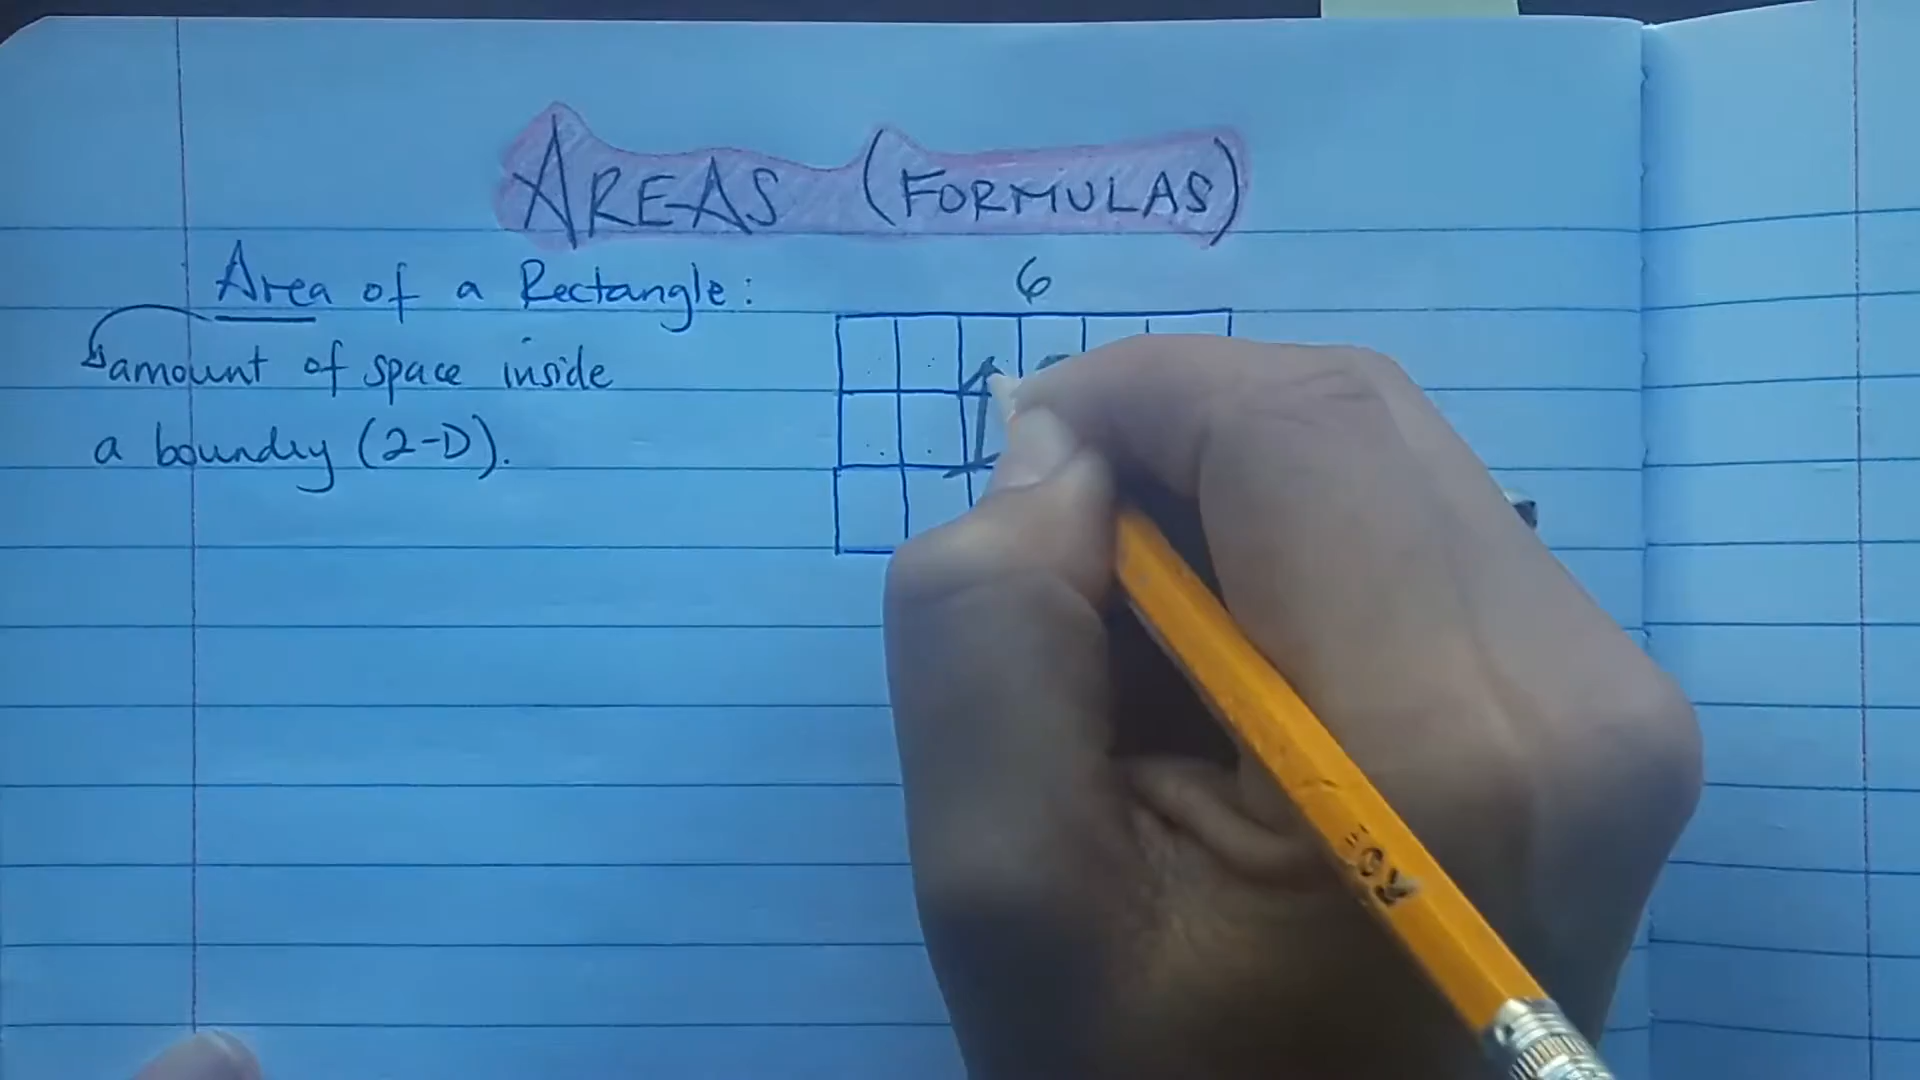 AREAS (FORMULAS)
Area of a Rectangle:
6
amount of space inside
a boundry (2-D).